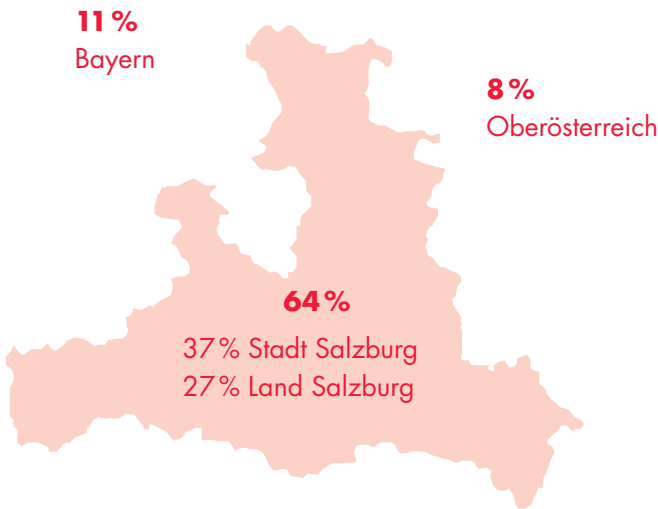 11 %
Bayern
8 %
Oberösterreich
64 %
37 % Stadt Salzburg
27 % Land Salzburg